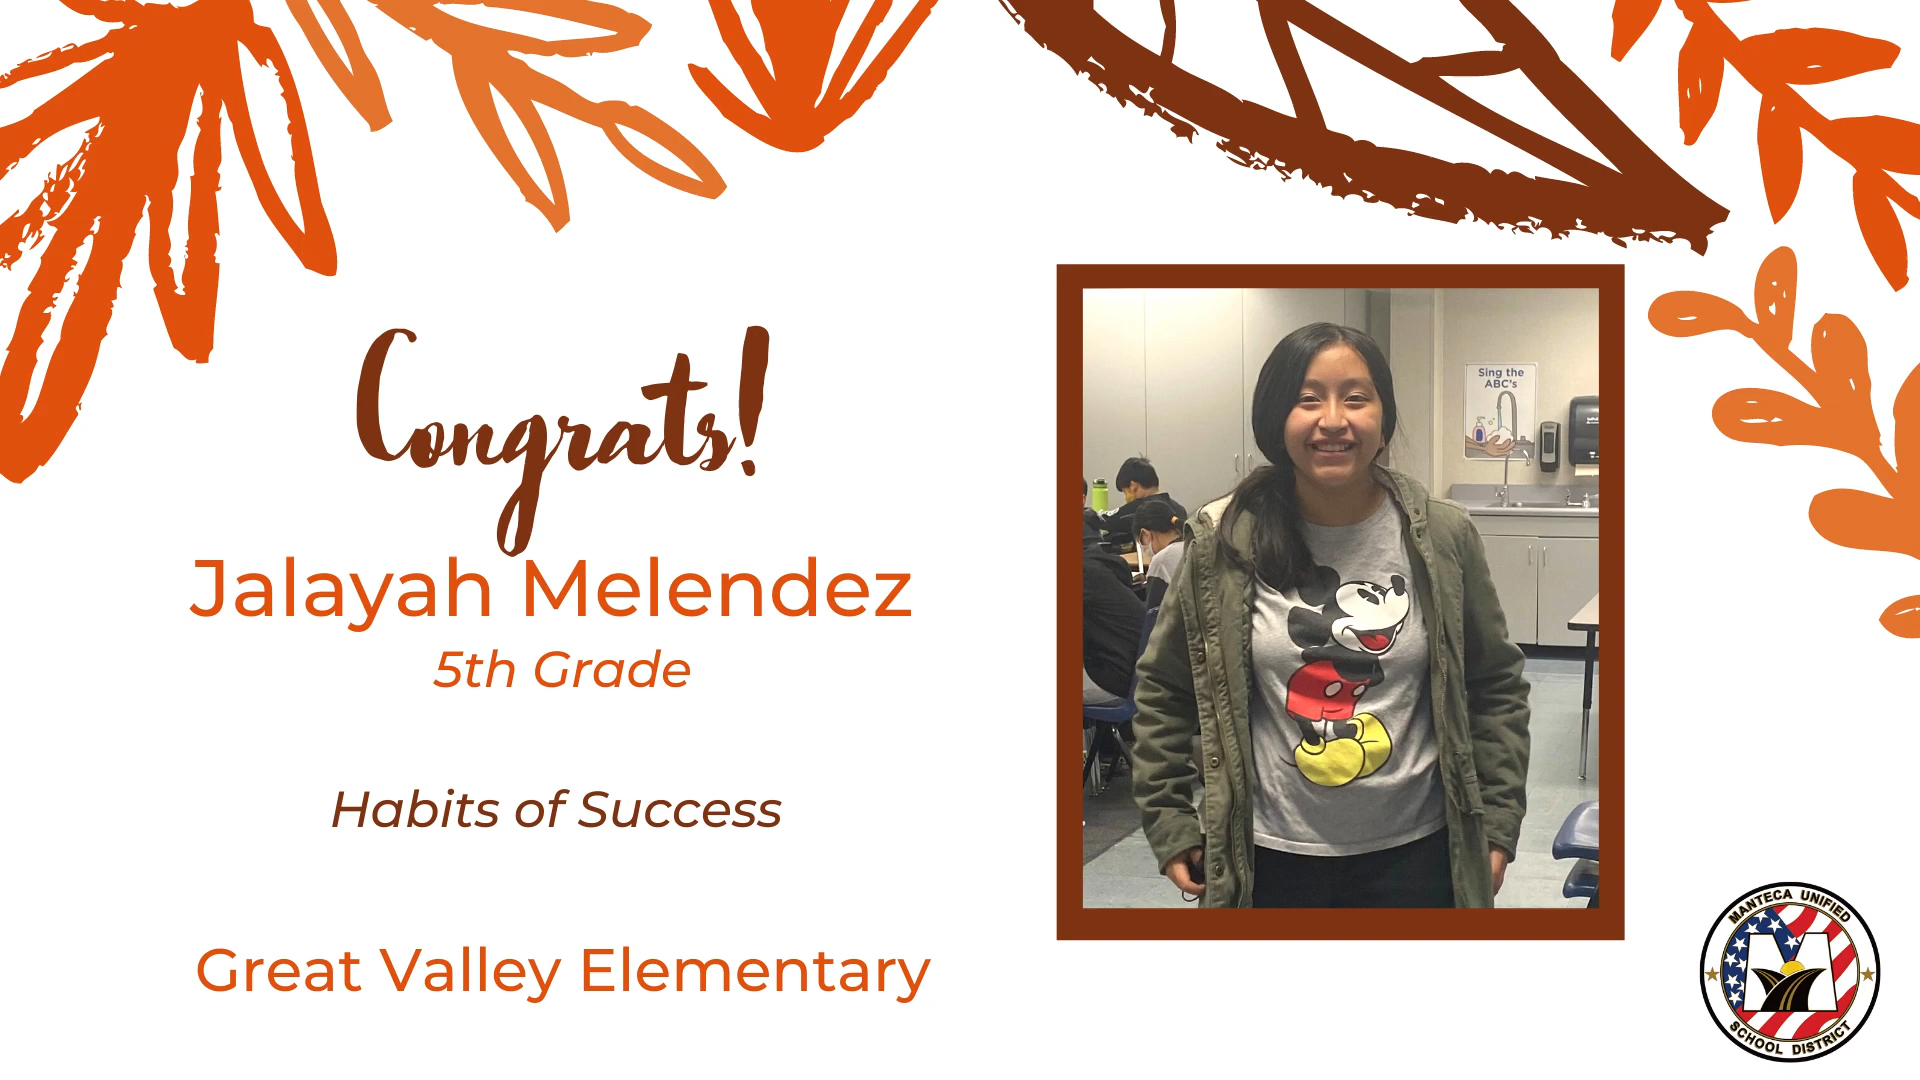 Congrats!
Jalayah Melendez
5th Grade
Habits of Success
Great Valley Elementary
Sing the
ABC's
MANTECA UNIFIED
SCHOOL DISTRICT